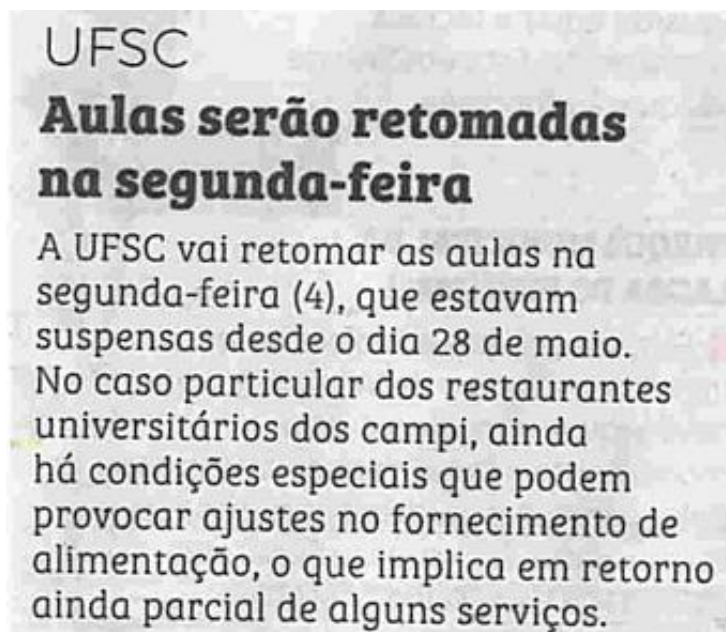 UFSC
Aulas serão retomadas
na segunda-feira
A UFSC vai retomar as aulas na
segunda-feira (4), que estavam
suspensas desde o dia 28 de maio.
No caso particular dos restaurantes
universitários dos campi, ainda
há condições especiais que podem
provocar ajustes no fornecimento de
alimentação, o que implica em retorno
ainda parcial de alguns serviços.